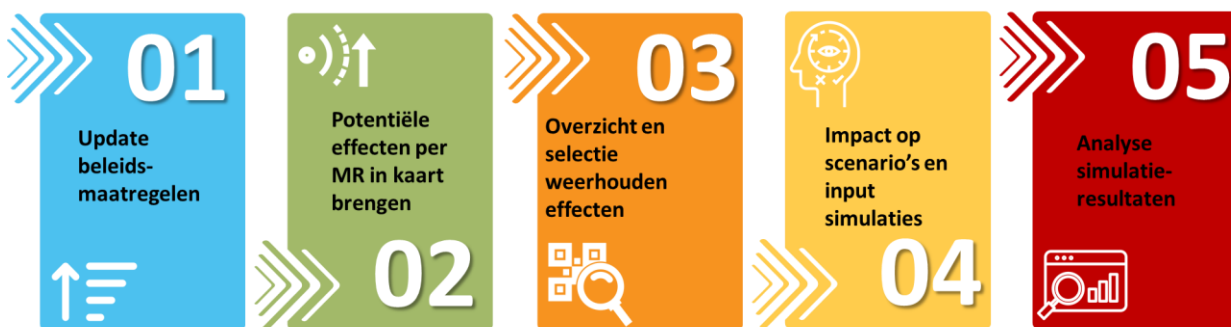 01
Update
beleids-
maatregelen
Potentiële
effecten per
MR in kaart
brengen
02
03
Overzicht en
selectie
weerhouden
effecten
Impact op
scenario's en
input
simulaties
04
05
Analyse
simulatie-
resultaten